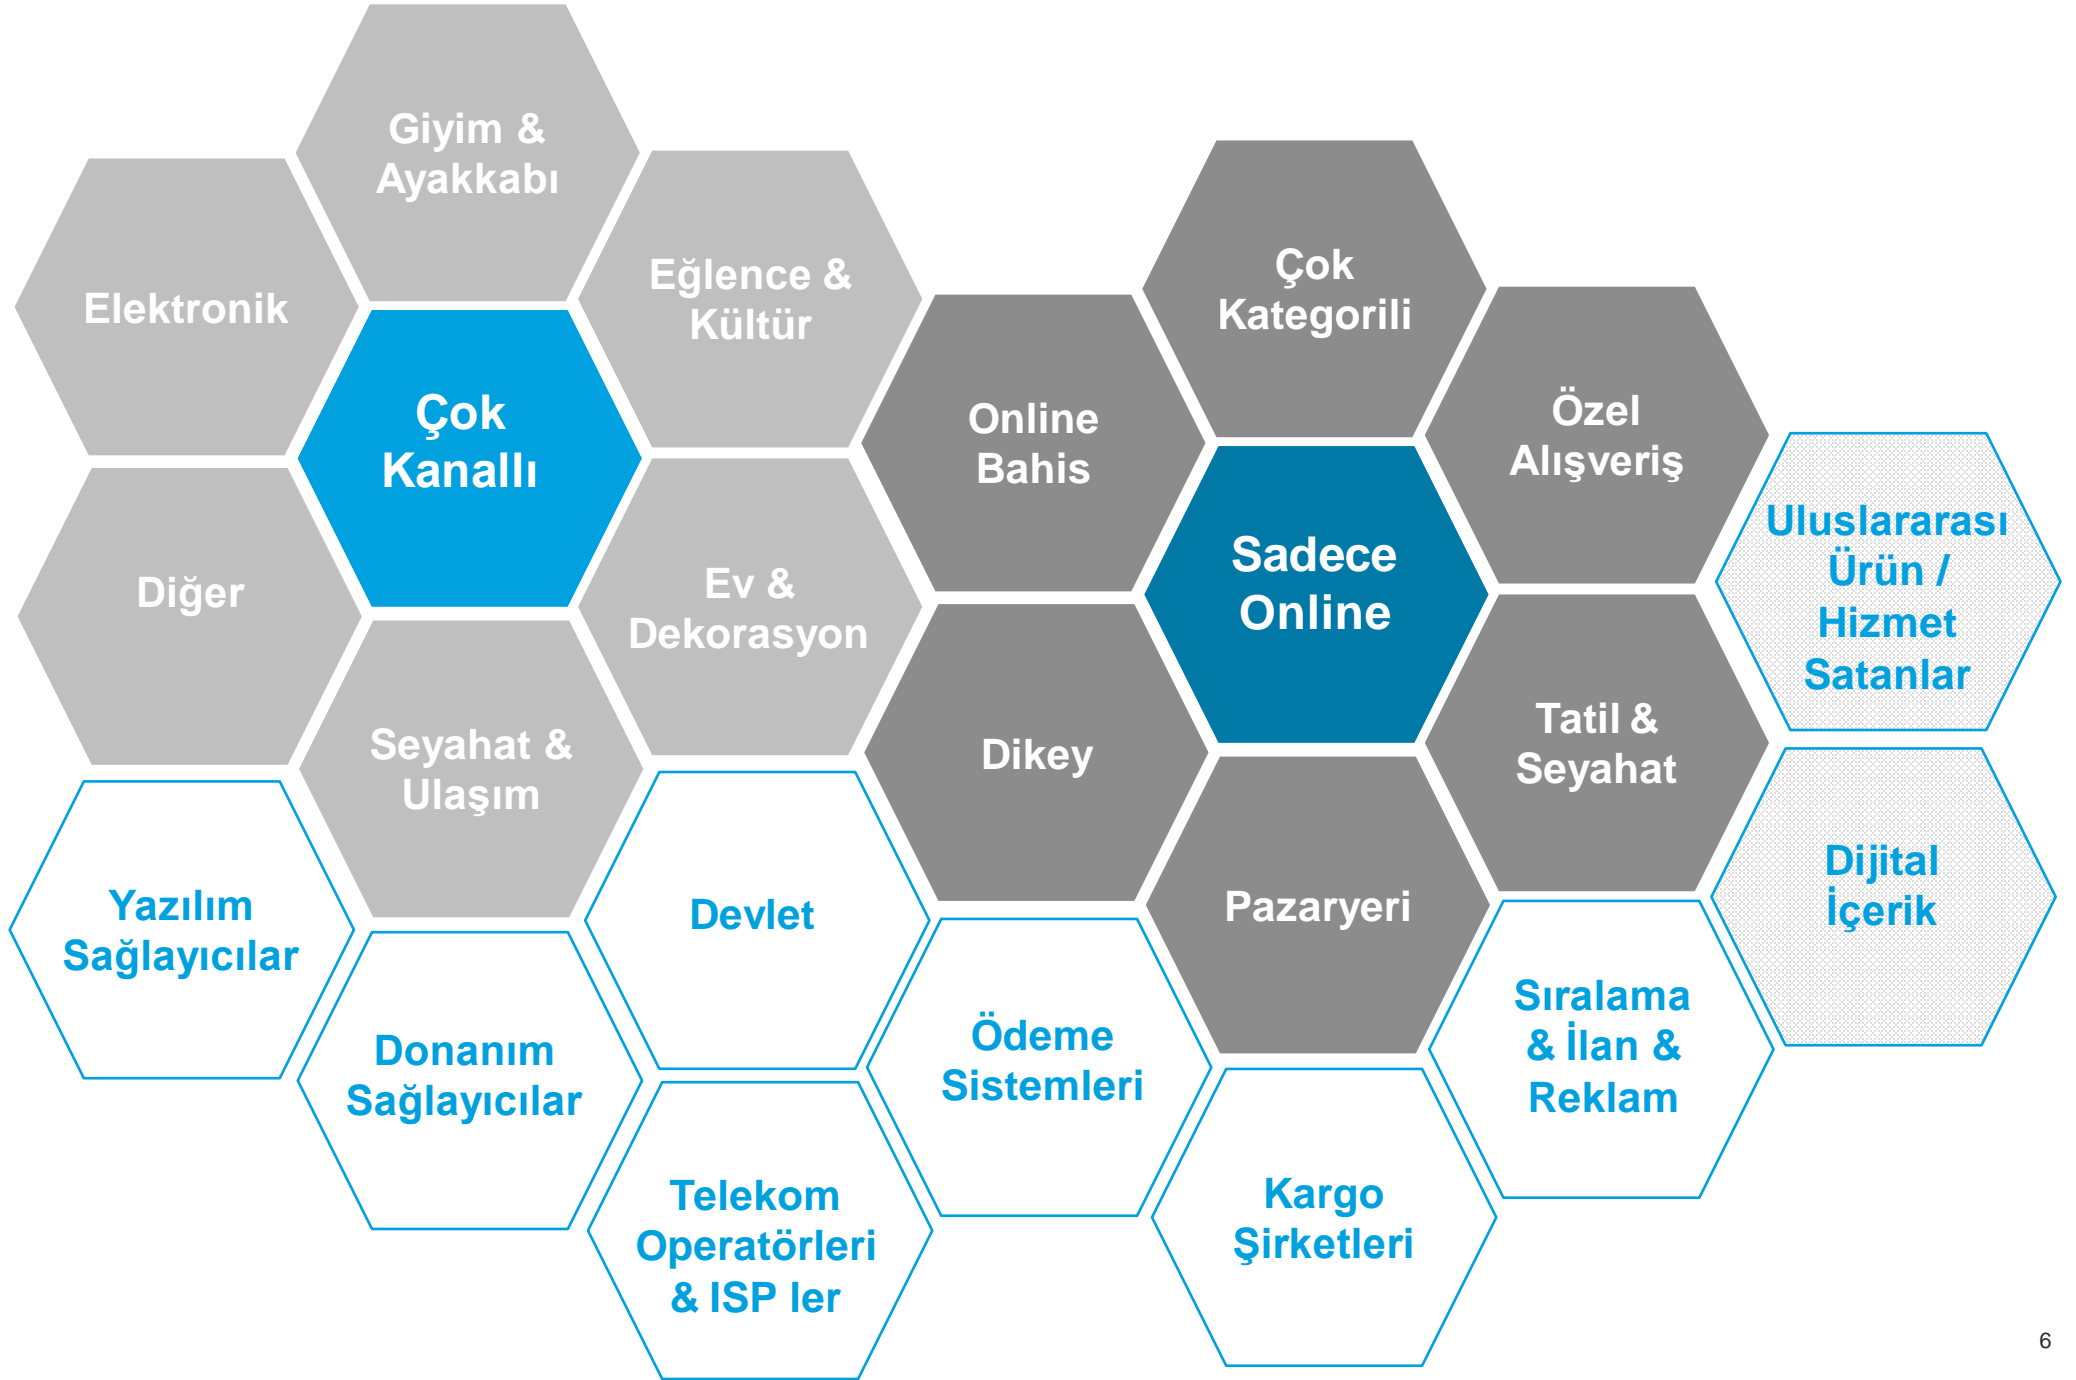 Giyim &
Ayakkabı
Elektronik
Eğlence &
Kültür
Çok
Kanallı
Diğer
Ev &
Dekorasyon
Seyahat &
Ulaşım
Çok
Kategorili
Online
Bahis
Özel
Alışveriş
Sadece
Online
Dikey
Tatil &
Seyahat
Pazaryeri
Uluslararası
Ürün /
Hizmet
Satanlar
Dijital
İçerik
Yazılım
Sağlayıcılar
Donanım
Sağlayıcılar
Devlet
Telekom
Operatörleri
& ISP ler
Ödeme
Sistemleri
Kargo
Şirketleri
Sıralama
& İlan &
Reklam
6